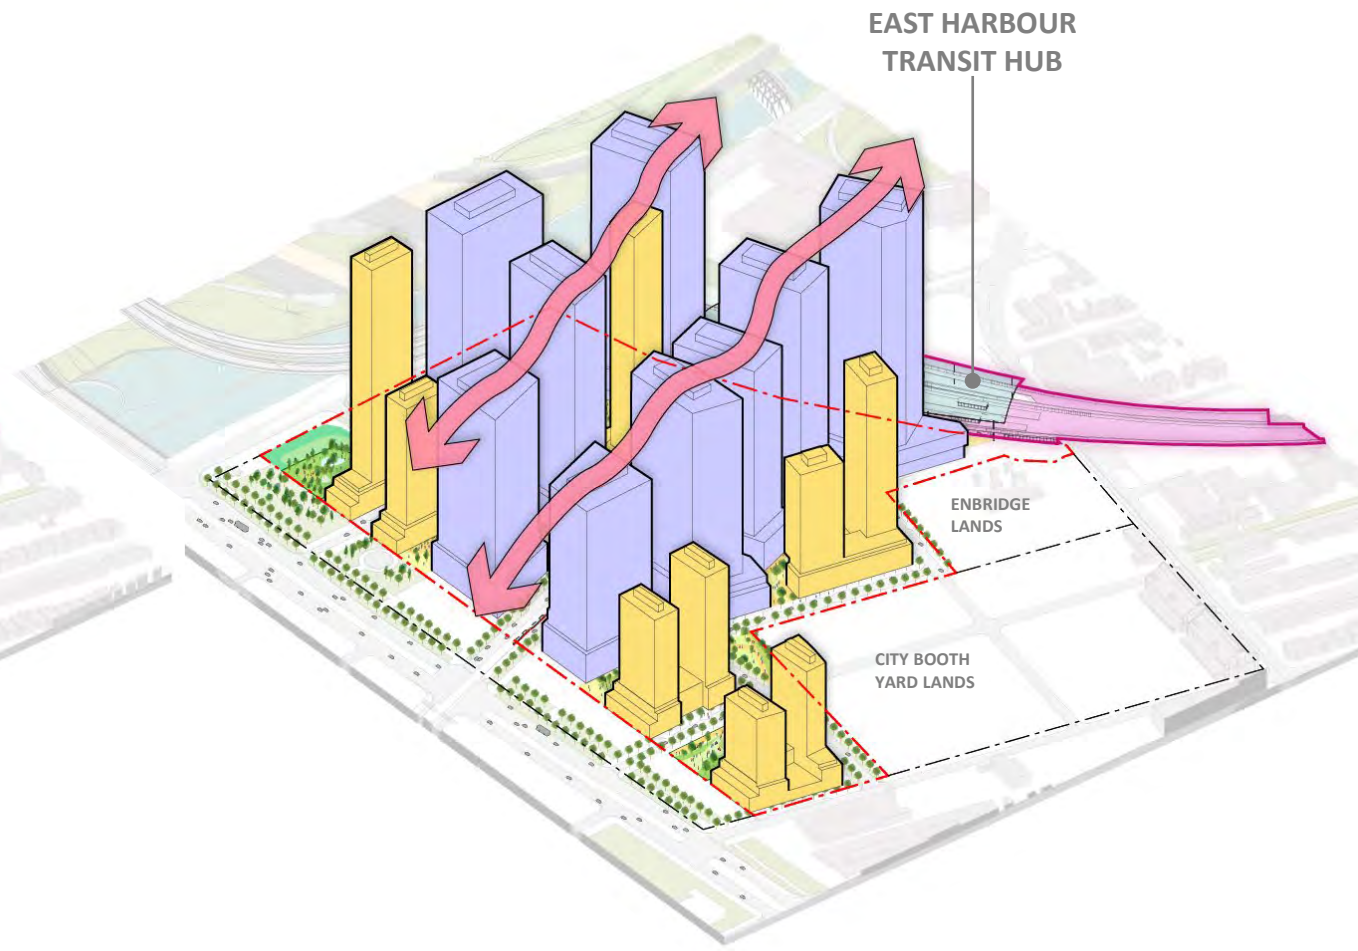 EAST HARBOUR
TRANSIT HUB
ENBRIDGE
LANDS
CITY BOOTH
YARD LANDS